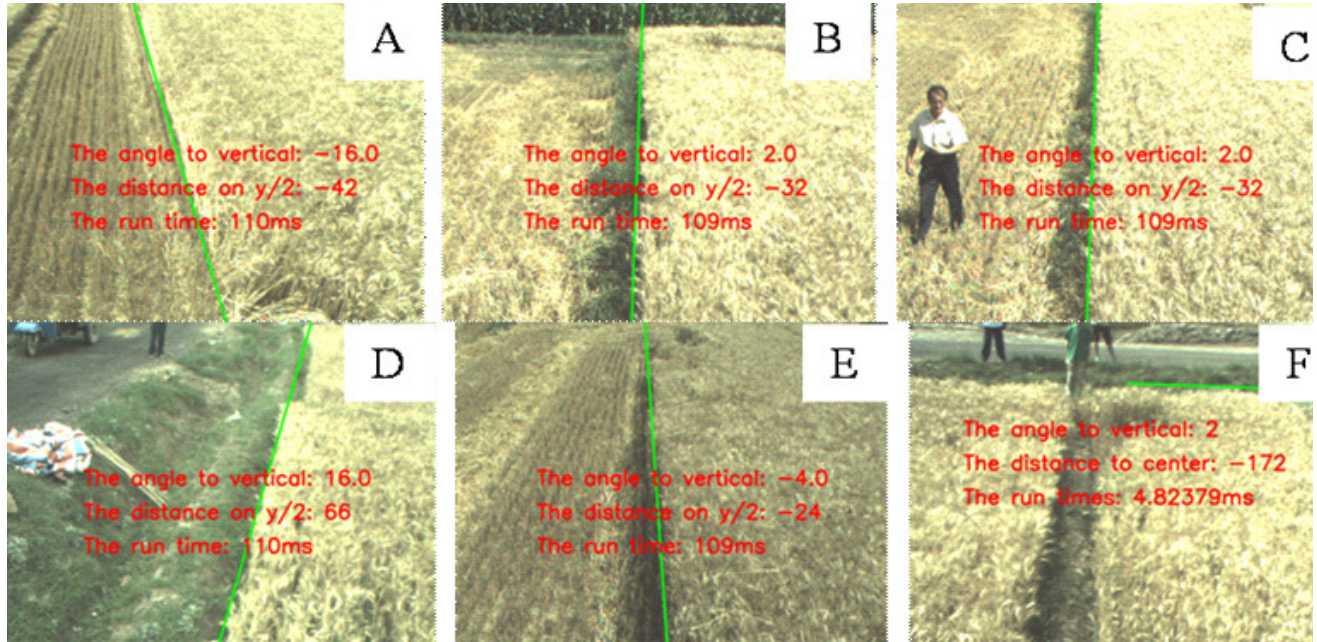 A
The angle to vertical: -16.0
The distance on y/2: -42
The run time: 110ms
B
The angle to vertical: 2.0
The distance on y/2: -32
The run time: 109ms
C
The angle to vertical: 2.0
The distance on y/2: -32
The run time: 109ms
D
The angle to vertical: 16.0
The distance on y/2: 66
The run time: 110ms
E
The angle to vertical: -4.0
The distance on y/2: -24
The run time: 109ms
F
The angle to vertical: 2
The distance to center: -172
The run times: 4.82379ms